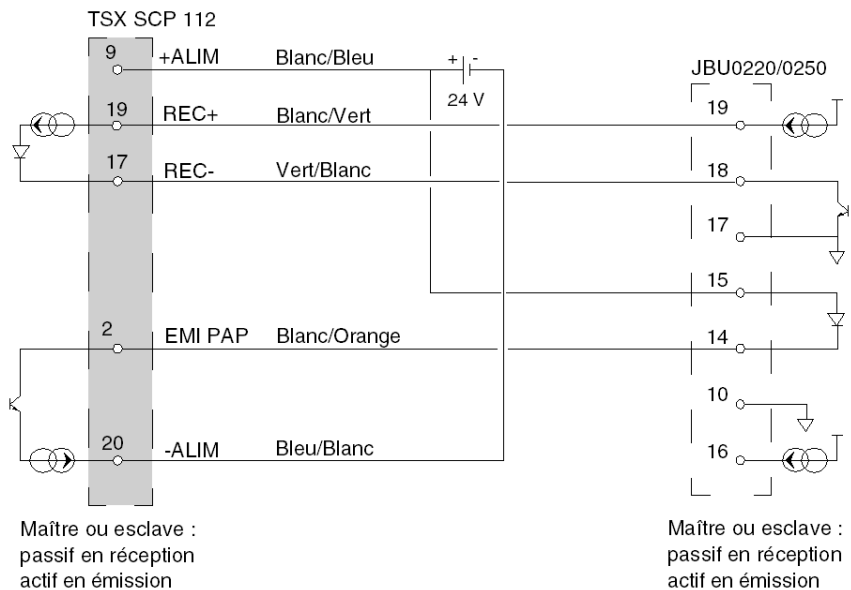 TSX SCP 112
9 +ALIM Blanc/Bleu + -
24 V
JBU0220/0250
19 REC+ Blanc/Vert 19
17 REC- Vert/Blanc 18
17
15
2 EMI PAP Blanc/Orange 14
10
20 -ALIM Bleu/Blanc 16
Maître ou esclave :
passif en réception
actif en émission
Maître ou esclave :
passif en réception
actif en émission